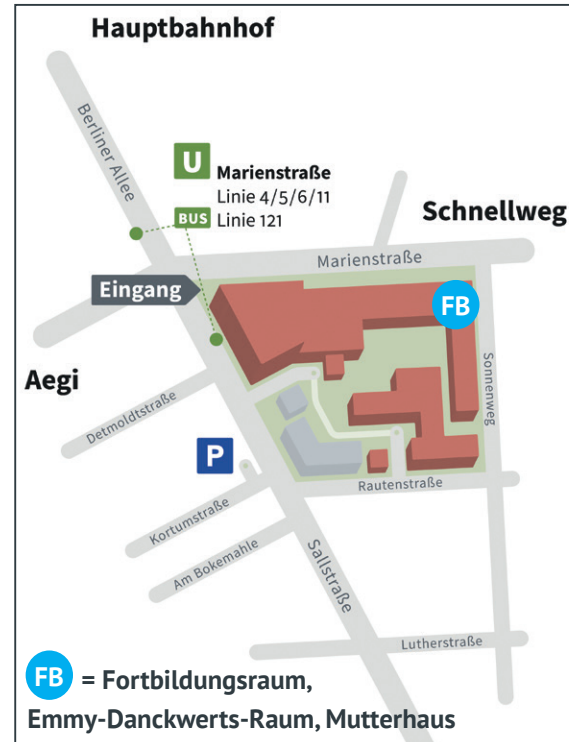 Hauptbahnhof
Berliner Allee
U
Marienstraße
Linie 4/5/6/11
BUS Linie 121
Schnellweg
Marienstraße
Eingang
FB
Aegi
Sonnenweg
Detmoldtstraße
P
Rautenstraße
Kortumstraße
Am Bokemahle
Sallstraße
Lutherstraße
FB = Fortbildungsraum,
Emmy-Danckwerts-Raum, Mutterhaus